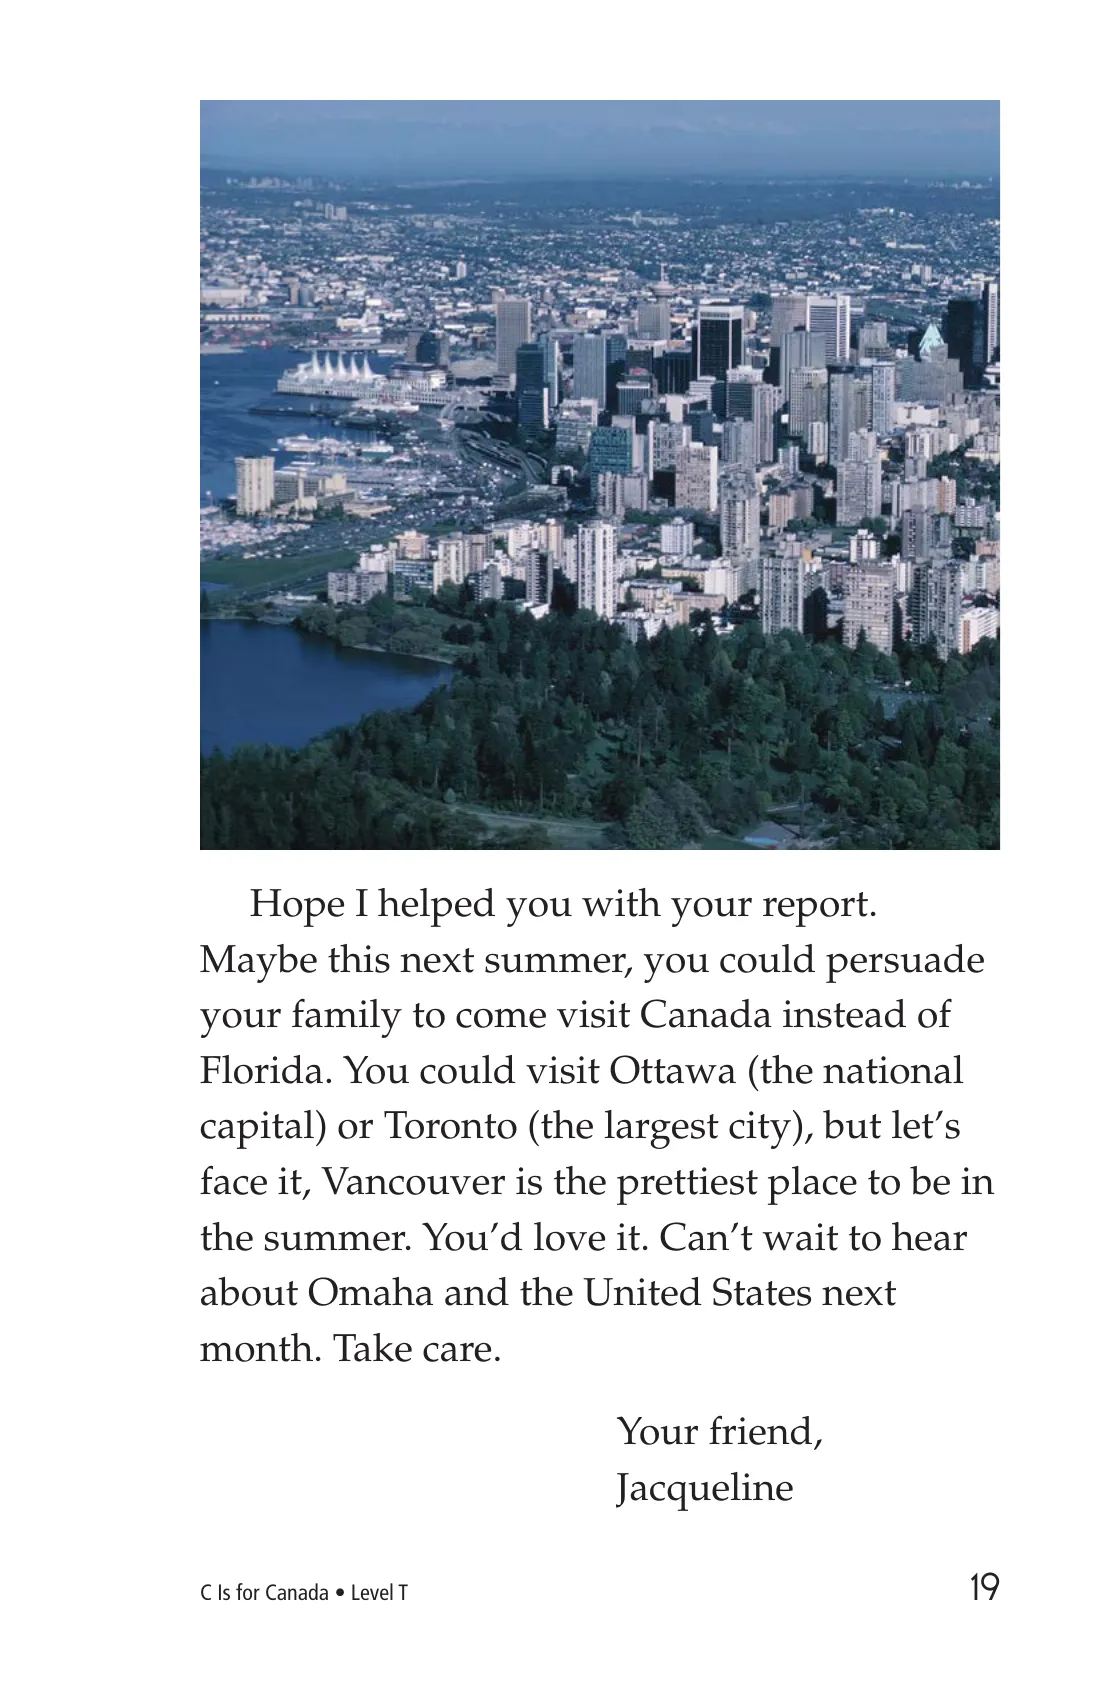 Hope I helped you with your report.
Maybe this next summer, you could persuade
your family to come visit Canada instead of
Florida. You could visit Ottawa (the national
capital) or Toronto (the largest city), but let’s
face it, Vancouver is the prettiest place to be in
the summer. You’d love it. Can’t wait to hear
about Omaha and the United States next
month. Take care.
Your friend,
Jacqueline
C Is for Canada • Level T
19